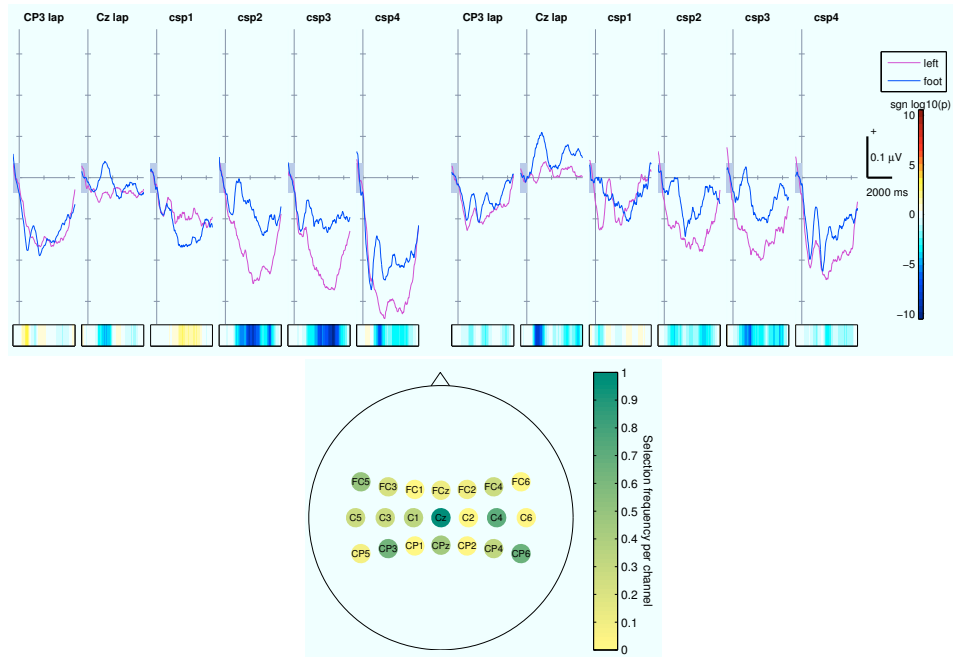 CP3 lap Cz lap csp1 csp2 csp3 csp4 CP3 lap Cz lap csp1 csp2 csp3 csp4
left
foot
sgn log10(p)
10
5
0
−5
−10
+
0.1 µV
2000 ms
FC5 FC3 FC1 FCz FC2 FC4 FC6
C5 C3 C1 Cz C2 C4 C6
CP5 CP3 CP1 CPz CP2 CP4 CP6
1
0.9
0.8
0.7
0.6
0.5
0.4
0.3
0.2
0.1
0
Selection frequency per channel